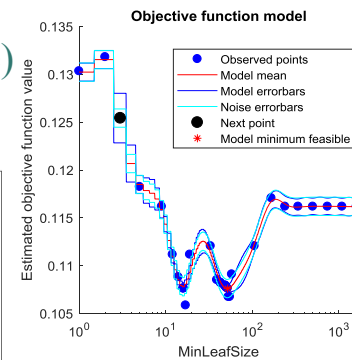 Objective function model
)
Estimated objective function value
0.135
0.13
0.125
0.12
0.115
0.11
0.105
Observed points
Model mean
Model errorbars
Noise errorbars
Next point
Model minimum feasible
10^0
10^1
10^2
10^3
MinLeafSize